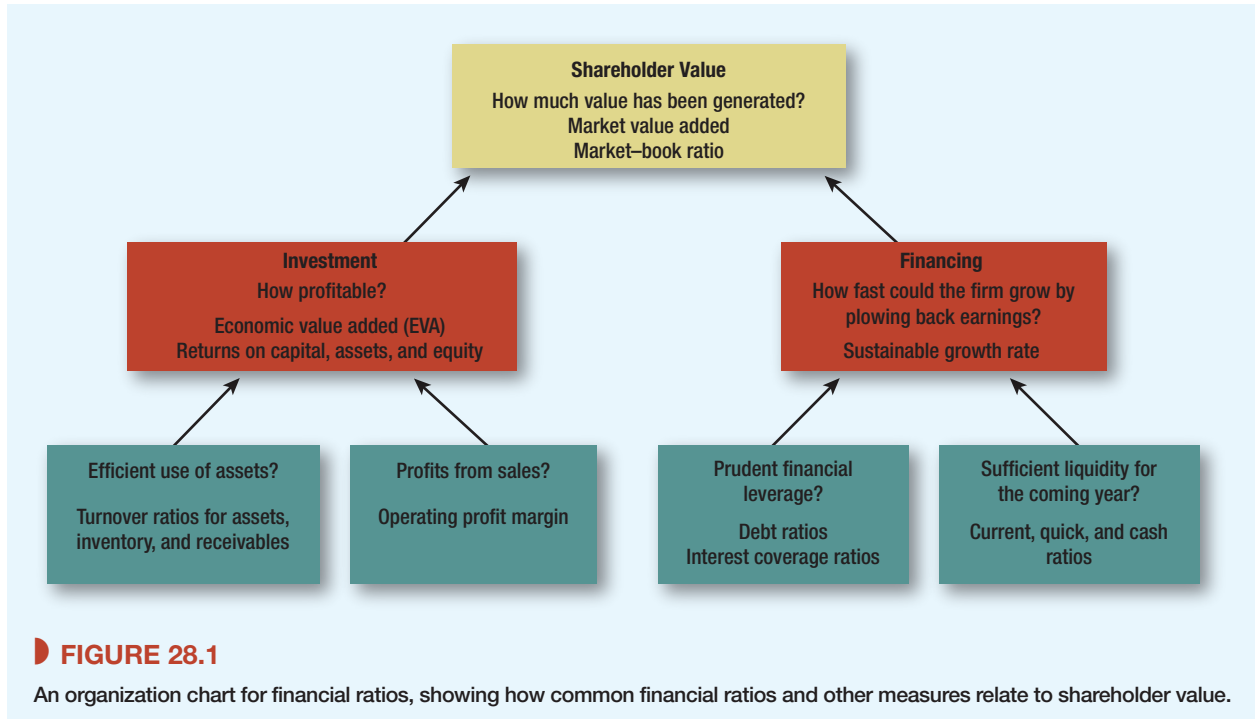 Shareholder Value
How much value has been generated?
Market value added
Market–book ratio
Investment
How profitable?
Economic value added (EVA)
Returns on capital, assets, and equity
Financing
How fast could the firm grow by
plowing back earnings?
Sustainable growth rate
Efficient use of assets?
Turnover ratios for assets,
inventory, and receivables
Profits from sales?
Operating profit margin
Prudent financial
leverage?
Debt ratios
Interest coverage ratios
Sufficient liquidity for
the coming year?
Current, quick, and cash
ratios
FIGURE 28.1
An organization chart for financial ratios, showing how common financial ratios and other measures relate to shareholder value.